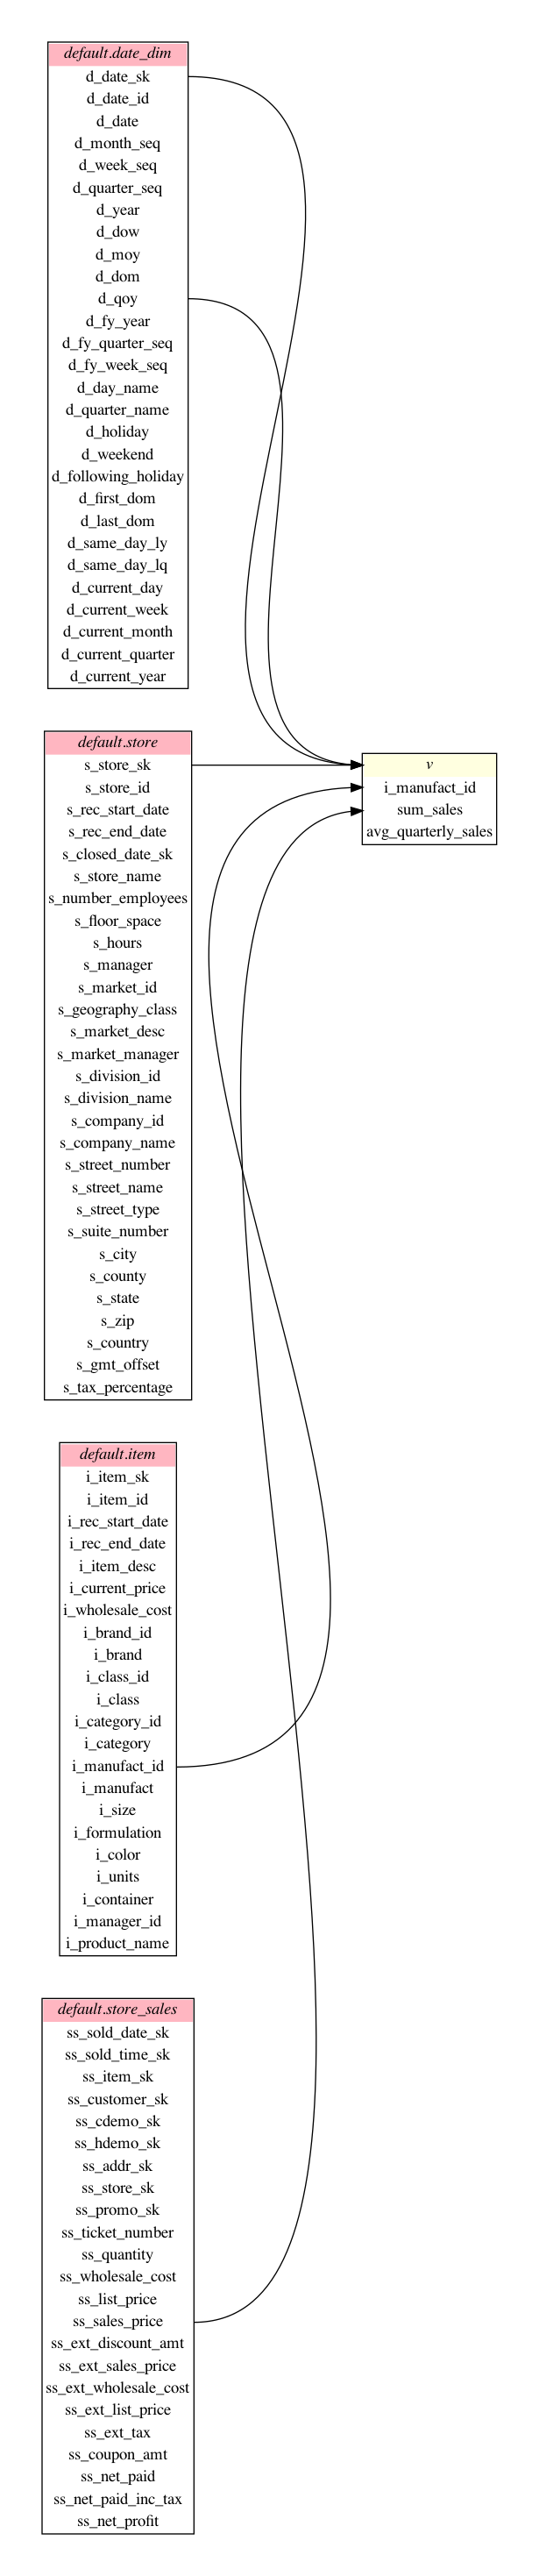 default.date_dim
d_date_sk
d_date_id
d_date
d_month_seq
d_week_seq
d_quarter_seq
d_year
d_dow
d_moy
d_dom
d_qoy
d_fy_year
d_fy_quarter_seq
d_fy_week_seq
d_day_name
d_quarter_name
d_holiday
d_weekend
d_following_holiday
d_first_dom
d_last_dom
d_same_day_ly
d_same_day_lq
d_current_day
d_current_week
d_current_month
d_current_quarter
d_current_year
default.store
s_store_sk
s_store_id
s_rec_start_date
s_rec_end_date
s_closed_date_sk
s_store_name
s_number_employees
s_floor_space
s_hours
s_manager
s_market_id
s_geography_class
s_market_desc
s_market_manager
s_division_id
s_division_name
s_company_id
s_company_name
s_street_number
s_street_name
s_street_type
s_suite_number
s_city
s_county
s_state
s_zip
s_country
s_gmt_offset
s_tax_percentage
v
i_manufact_id
sum_sales
avg_quarterly_sales
default.item
i_item_sk
i_item_id
i_rec_start_date
i_rec_end_date
i_item_desc
i_current_price
i_wholesale_cost
i_brand_id
i_brand
i_class_id
i_class
i_category_id
i_category
i_manufact_id
i_manufact
i_size
i_formulation
i_color
i_units
i_container
i_manager_id
i_product_name
default.store_sales
ss_sold_date_sk
ss_sold_time_sk
ss_item_sk
ss_customer_sk
ss_cdemo_sk
ss_hdemo_sk
ss_addr_sk
ss_store_sk
ss_promo_sk
ss_ticket_number
ss_quantity
ss_wholesale_cost
ss_list_price
ss_sales_price
ss_ext_discount_amt
ss_ext_sales_price
ss_ext_wholesale_cost
ss_ext_list_price
ss_ext_tax
ss_coupon_amt
ss_net_paid
ss_net_paid_inc_tax
ss_net_profit